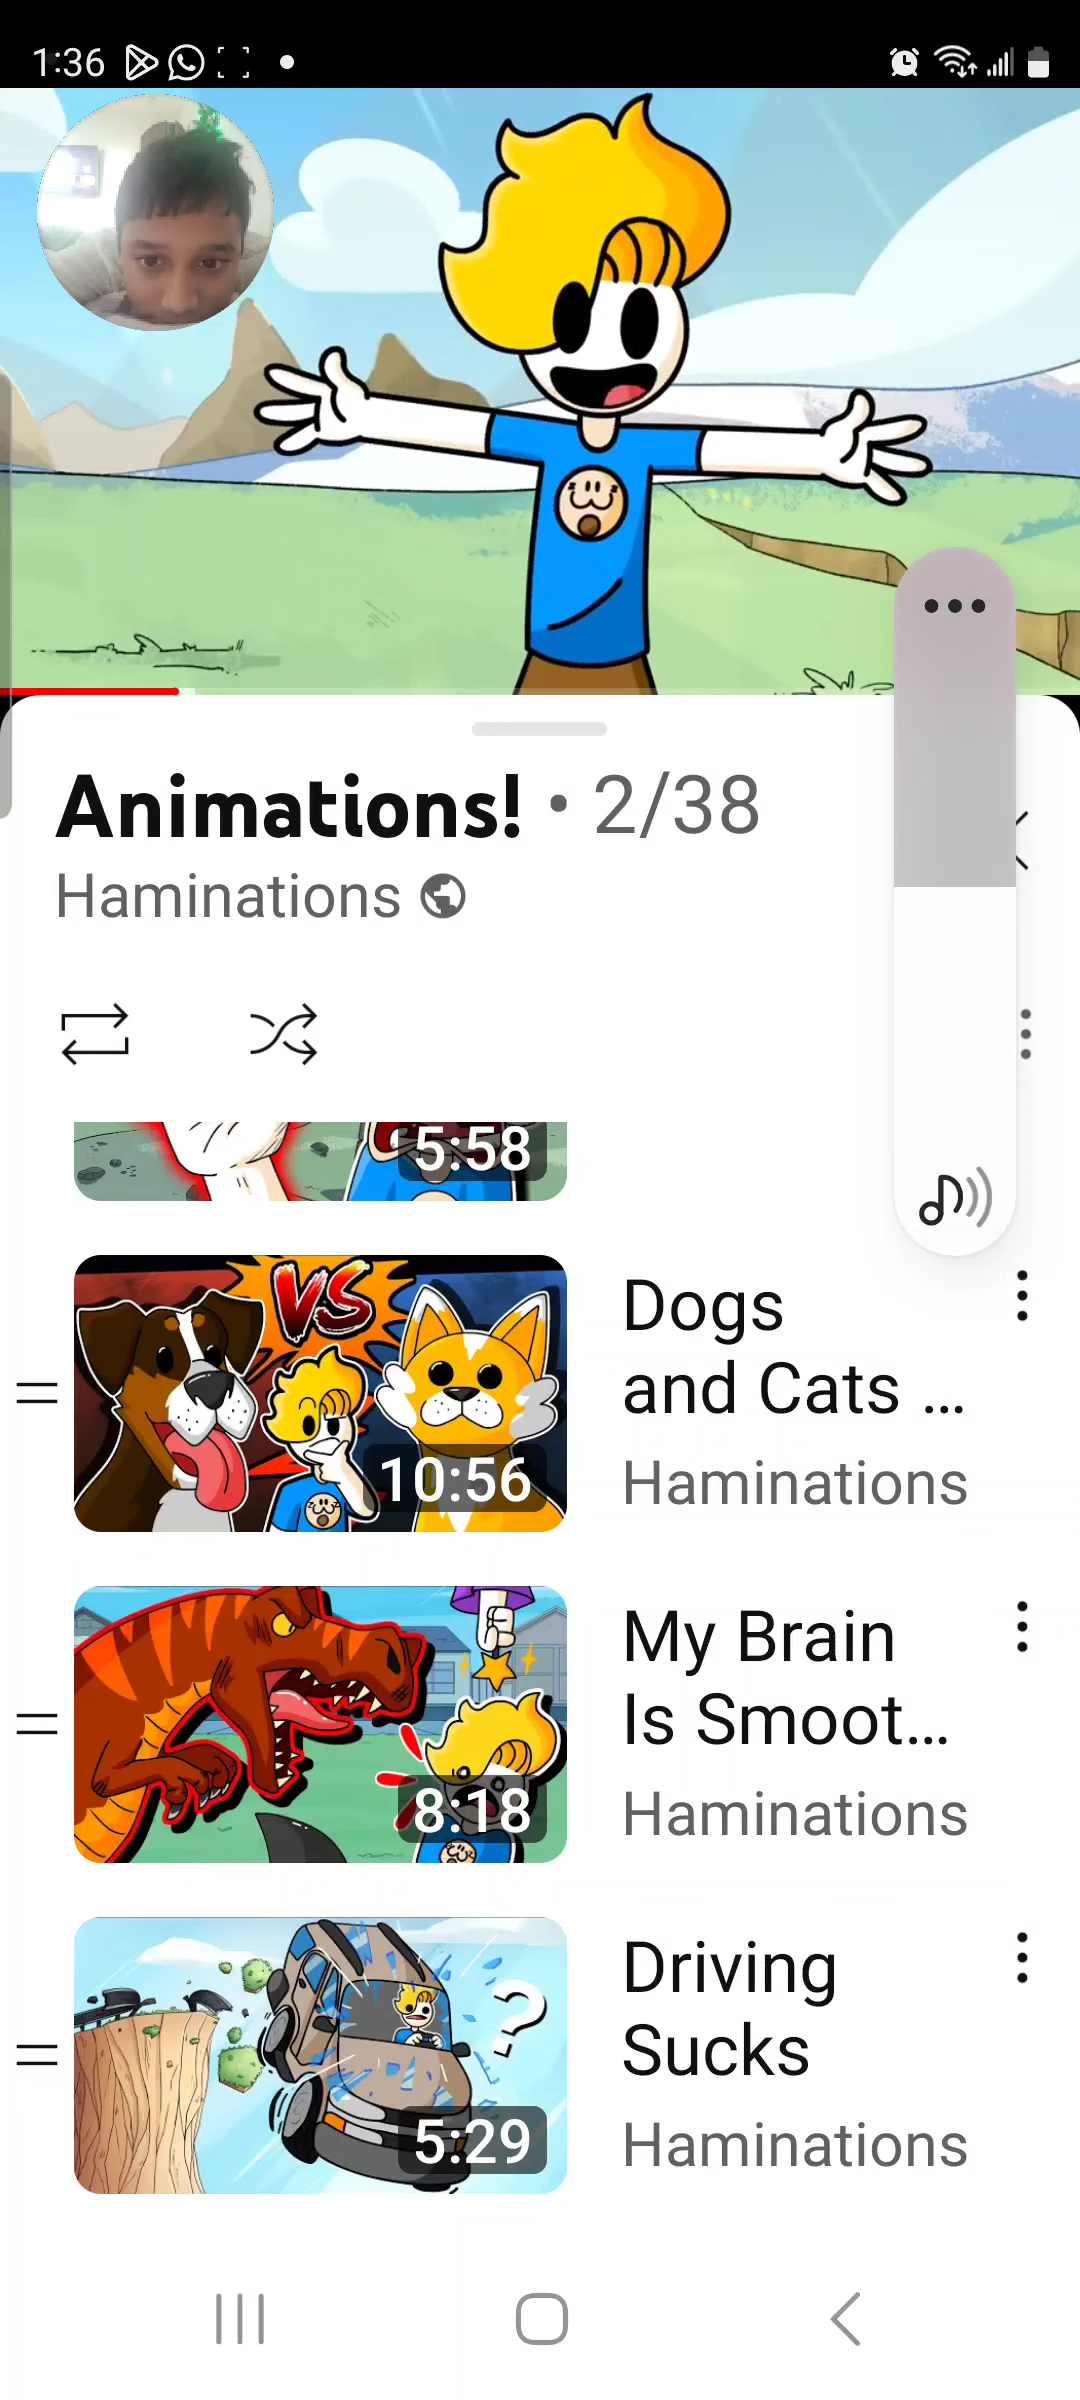 1:36
Animations! • 2/38
Haminations
5:58
VS
10:56
Dogs
and Cats ...
Haminations
8:18
My Brain
Is Smoot...
Haminations
?
5:29
Driving
Sucks
Haminations